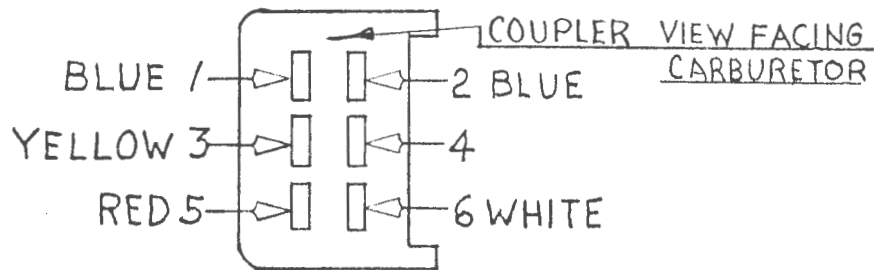 COUPLER VIEW FACING
CARBURETOR
BLUE 1
2 BLUE
YELLOW 3
4
RED 5
6 WHITE